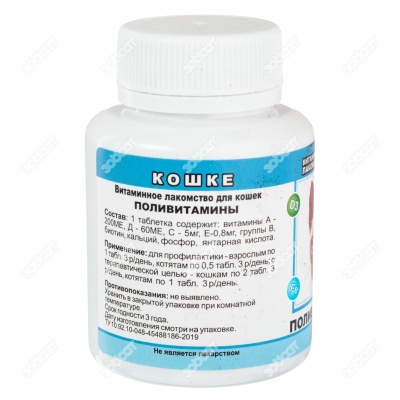 КОШКЕ
Витаминное лакомство для кошек
ПОЛИВИТАМИНЫ
Состав: 1 таблетка содержит: витамины А -
200МЕ, Д - 60МЕ, С - 5мг, Е-0,8мг, группы В,
биотин, кальций, фосфор, янтарная кислота.
Применение: для профилактики - взрослым по
1 табл. 3 р/день, котятам по 0,5 табл. 3 р/день; с
терапевтической целью - кошкам по 2 табл. 3
р/день, котятам по 1 табл. 3 р/день.
Противопоказания: не выявлено.
Хранить в закрытой упаковке при комнатной
температуре.
Срок годности 3 года.
Дату изготовления смотри на упаковке.
ТУ 10.92.10-048-45488186-2019
Не является лекарством
D3
ПОЛИ